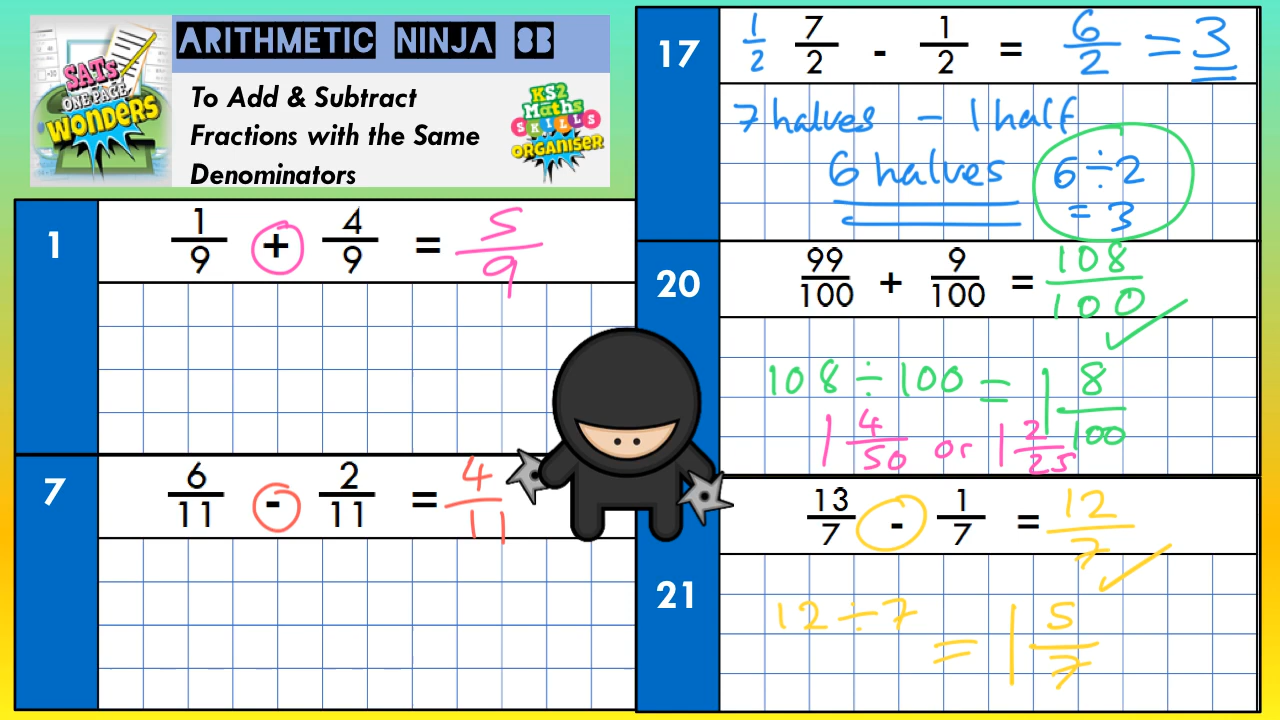 ARITHMETIC NINJA 8B
SATs
ONE PAGE
WONDERS
To Add & Subtract
Fractions with the Same
Denominators
KS2
Maths
SKILLS
ORGANISER
1
1/9 + 4/9 = 5/9
7
6/11 - 2/11 = 4/11
17
1/2 7/2 - 1/2 = 6/2 = 3
7 halves - 1 half
6 halves 6 ÷ 2
= 3
20
99/100 + 9/100 = 108/100
108 ÷ 100 = 1 8/100
1 4/50 or 1 2/25
21
13/7 - 1/7 = 12/7
12 ÷ 7 = 1 5/7